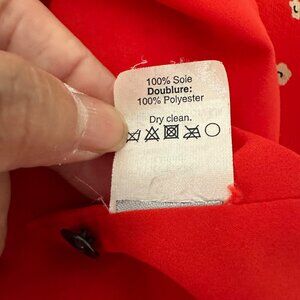 100% Soie
Doublure:
100% Polyester
Dry clean.